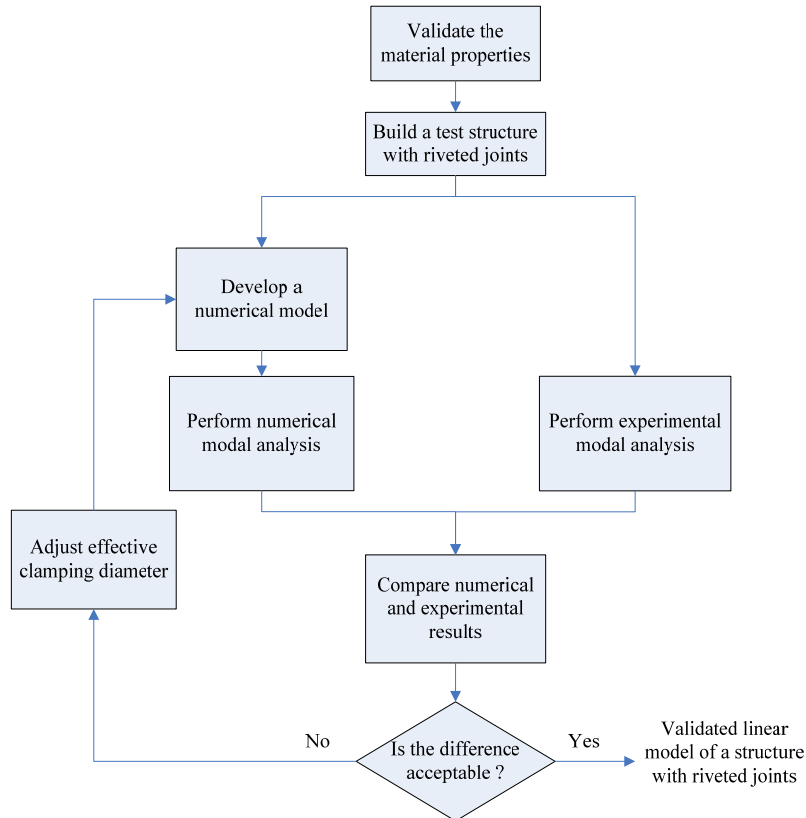 Validate the
material properties
Build a test structure
with riveted joints
Develop a
numerical model
Perform numerical
modal analysis
Perform experimental
modal analysis
Adjust effective
clamping diameter
Compare numerical
and experimental
results
No
Is the difference
acceptable ?
Yes
Validated linear
model of a structure
with riveted joints